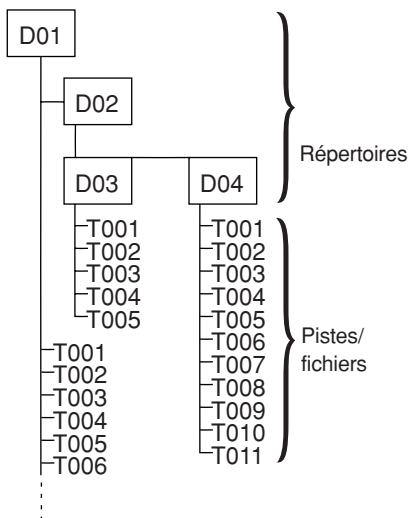 D01
D02
D03
D04
Répertoires
T001
T002
T003
T004
T005
T001
T002
T003
T004
T005
T006
T007
T008
T009
T010
T011
Pistes/
fichiers
T001
T002
T003
T004
T005
T006